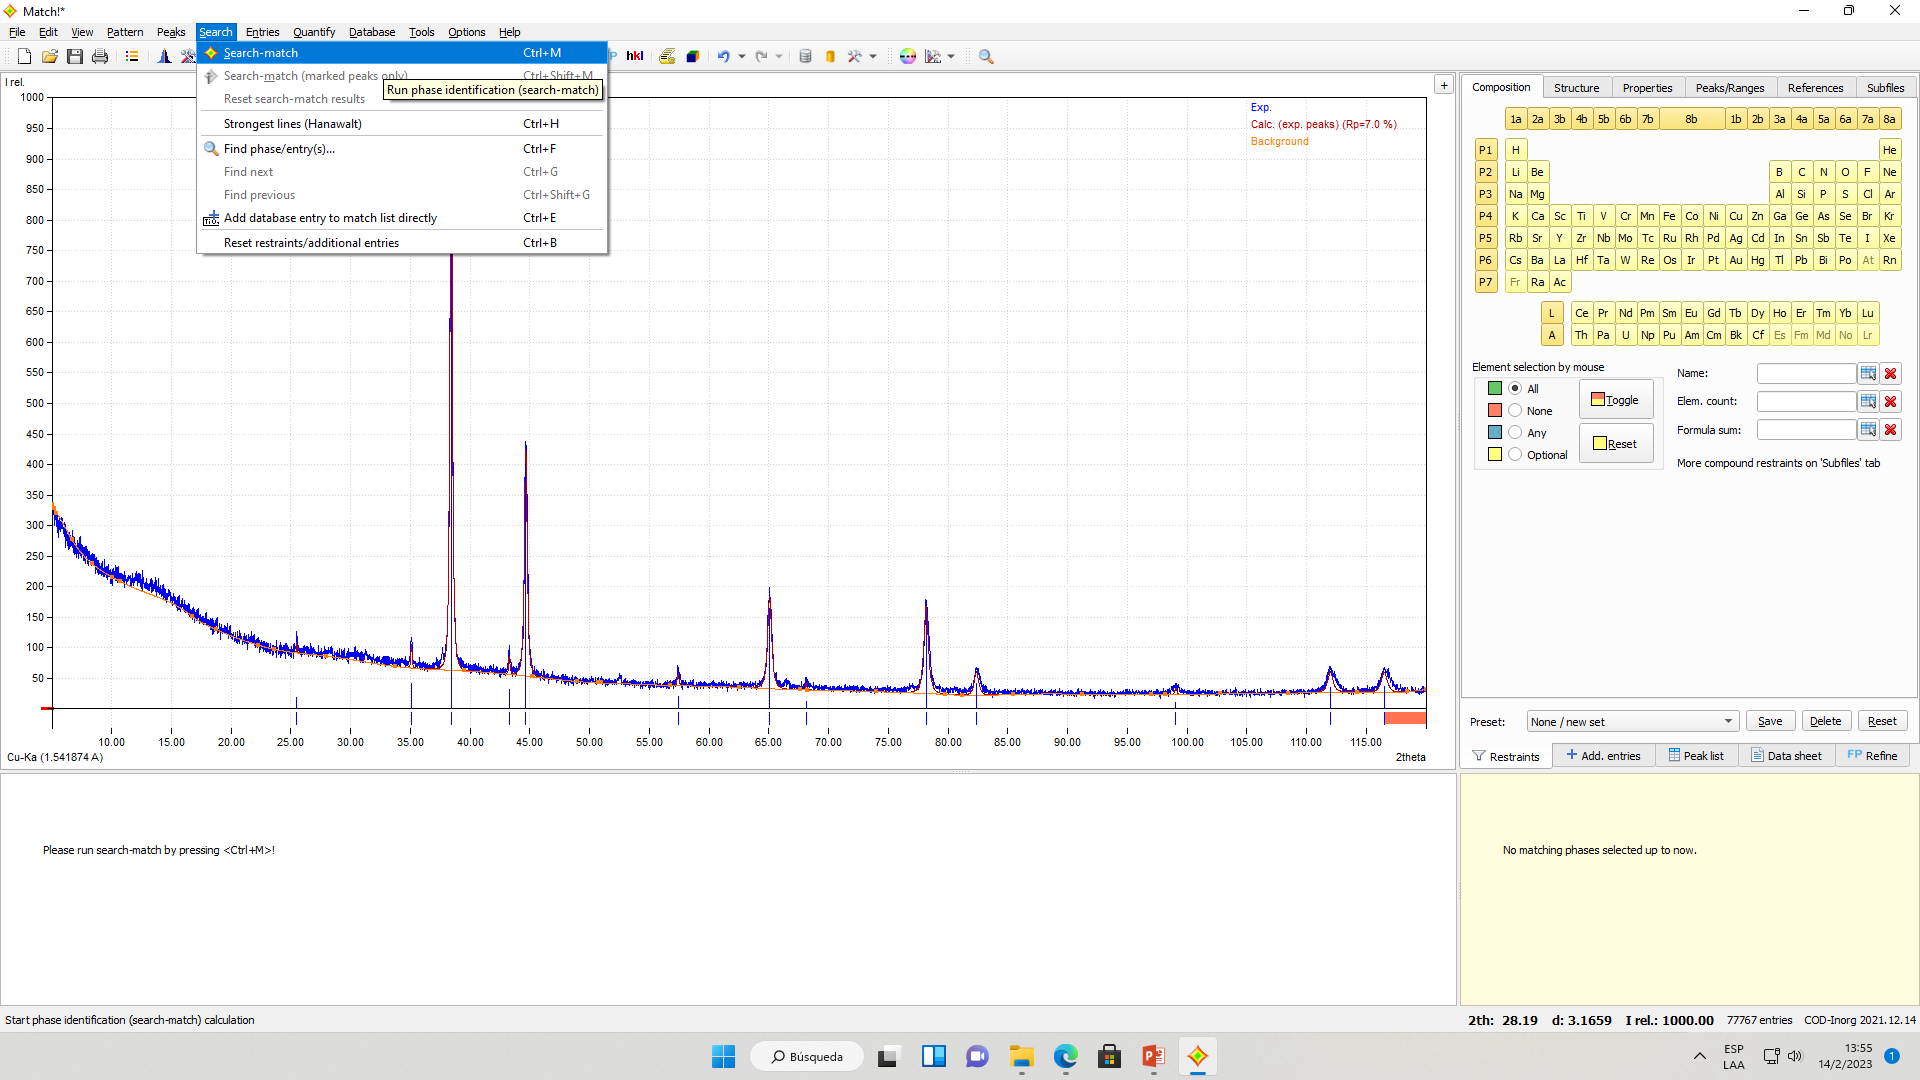 Match!*
File Edit View Pattern Peaks Search Entries Quantify Database Tools Options Help
Search-match Ctrl+M
Search-match (marked peaks only) Ctrl+Shift+M
Run phase identification (search-match)
Reset search-match results
Strongest lines (Hanawalt) Ctrl+H
Find phase/entry(s)... Ctrl+F
Find next Ctrl+G
Find previous Ctrl+Shift+G
Add database entry to match list directly Ctrl+E
Reset restraints/additional entries Ctrl+B
hkl
I rel.
1000
950
900
850
800
750
700
650
600
550
500
450
400
350
300
250
200
150
100
50
Exp.
Calc. (exp. peaks) (Rp=7.0 %)
Background
10.00 15.00 20.00 25.00 30.00 35.00 40.00 45.00 50.00 55.00 60.00 65.00 70.00 75.00 80.00 85.00 90.00 95.00 100.00 105.00 110.00 115.00
Cu-Ka (1.541874 A) 2theta
+
Composition Structure Properties Peaks/Ranges References Subfiles
1a 2a 3b 4b 5b 6b 7b 8b 1b 2b 3a 4a 5a 6a 7a 8a
P1 H He
P2 Li Be B C N O F Ne
P3 Na Mg Al Si P S Cl Ar
P4 K Ca Sc Ti V Cr Mn Fe Co Ni Cu Zn Ga Ge As Se Br Kr
P5 Rb Sr Y Zr Nb Mo Tc Ru Rh Pd Ag Cd In Sn Sb Te I Xe
P6 Cs Ba La Hf Ta W Re Os Ir Pt Au Hg Tl Pb Bi Po At Rn
P7 Fr Ra Ac
L Ce Pr Nd Pm Sm Eu Gd Tb Dy Ho Er Tm Yb Lu
A Th Pa U Np Pu Am Cm Bk Cf Es Fm Md No Lr
Element selection by mouse
All
None
Any
Optional
Toggle
Reset
Name:
Elem. count:
Formula sum:
More compound restraints on 'Subfiles' tab
Preset: None / new set Save Delete Reset
Restraints Add. entries Peak list Data sheet FP Refine
Please run search-match by pressing <Ctrl+M>!
No matching phases selected up to now.
Start phase identification (search-match) calculation
2th: 28.19 d: 3.1659 I rel.: 1000.00 77767 entries COD-Inorg 2021.12.14
Búsqueda
ESP
LAA
13:55
14/2/2023
1